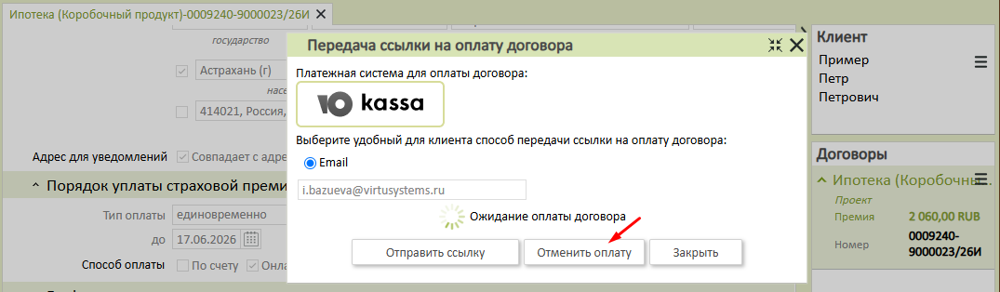 Ипотека (Коробочный продукт)-0009240-9000023/26И
государство
Астрахань (г)
414021, Россия,
Адрес для уведомлений
Совпадает с адре
Порядок уплаты страховой преми
Тип оплаты
единовременно
до
17.06.2026
Способ оплаты
По счету
Передача ссылки на оплату договора
Платежная система для оплаты договора:
Ю kassa
Выберите удобный для клиента способ передачи ссылки на оплату договора:
Email
i.bazueva@virtusystems.ru
Ожидание оплаты договора
Отправить ссылку
Отменить оплату
Закрыть
Клиент
Пример
Петр
Петрович
Договоры
Ипотека (Коробочны...
Проект
Премия
2 060,00 RUB
Номер
0009240-
9000023/26И